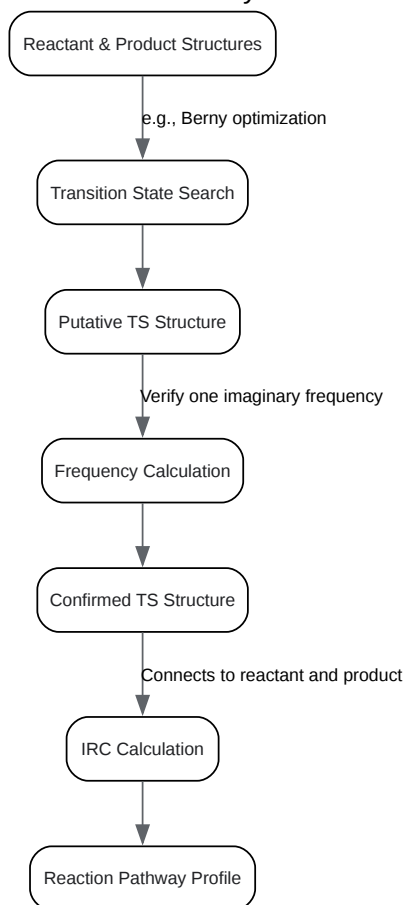 Reactant & Product Structures
e.g., Berny optimization
Transition State Search
Putative TS Structure
Verify one imaginary frequency
Frequency Calculation
Confirmed TS Structure
Connects to reactant and product
IRC Calculation
Reaction Pathway Profile